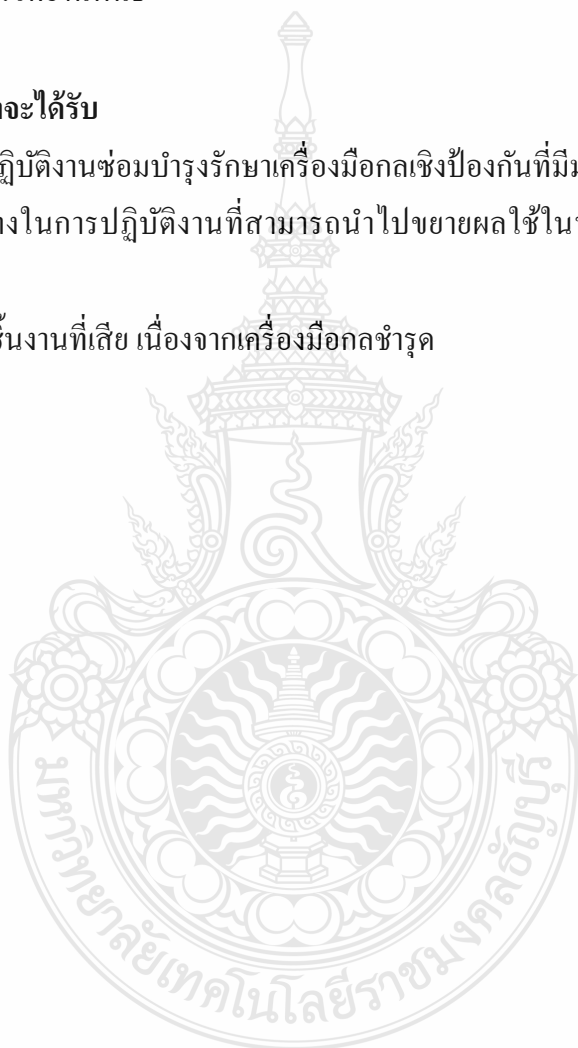 จะได้รับ
ฏิบัติงานซ่อมบำรุงรักษาเครื่องมือกลเชิงป้องกันที่มีม
างในการปฏิบัติงานที่สามารถนำไปขยายผลใช้ใน
ชิ้นงานที่เสีย เนื่องจากเครื่องมือกลชำรุด
มหาวิทยาลัยเทคโนโลยีราชมงคลธัญบุรี